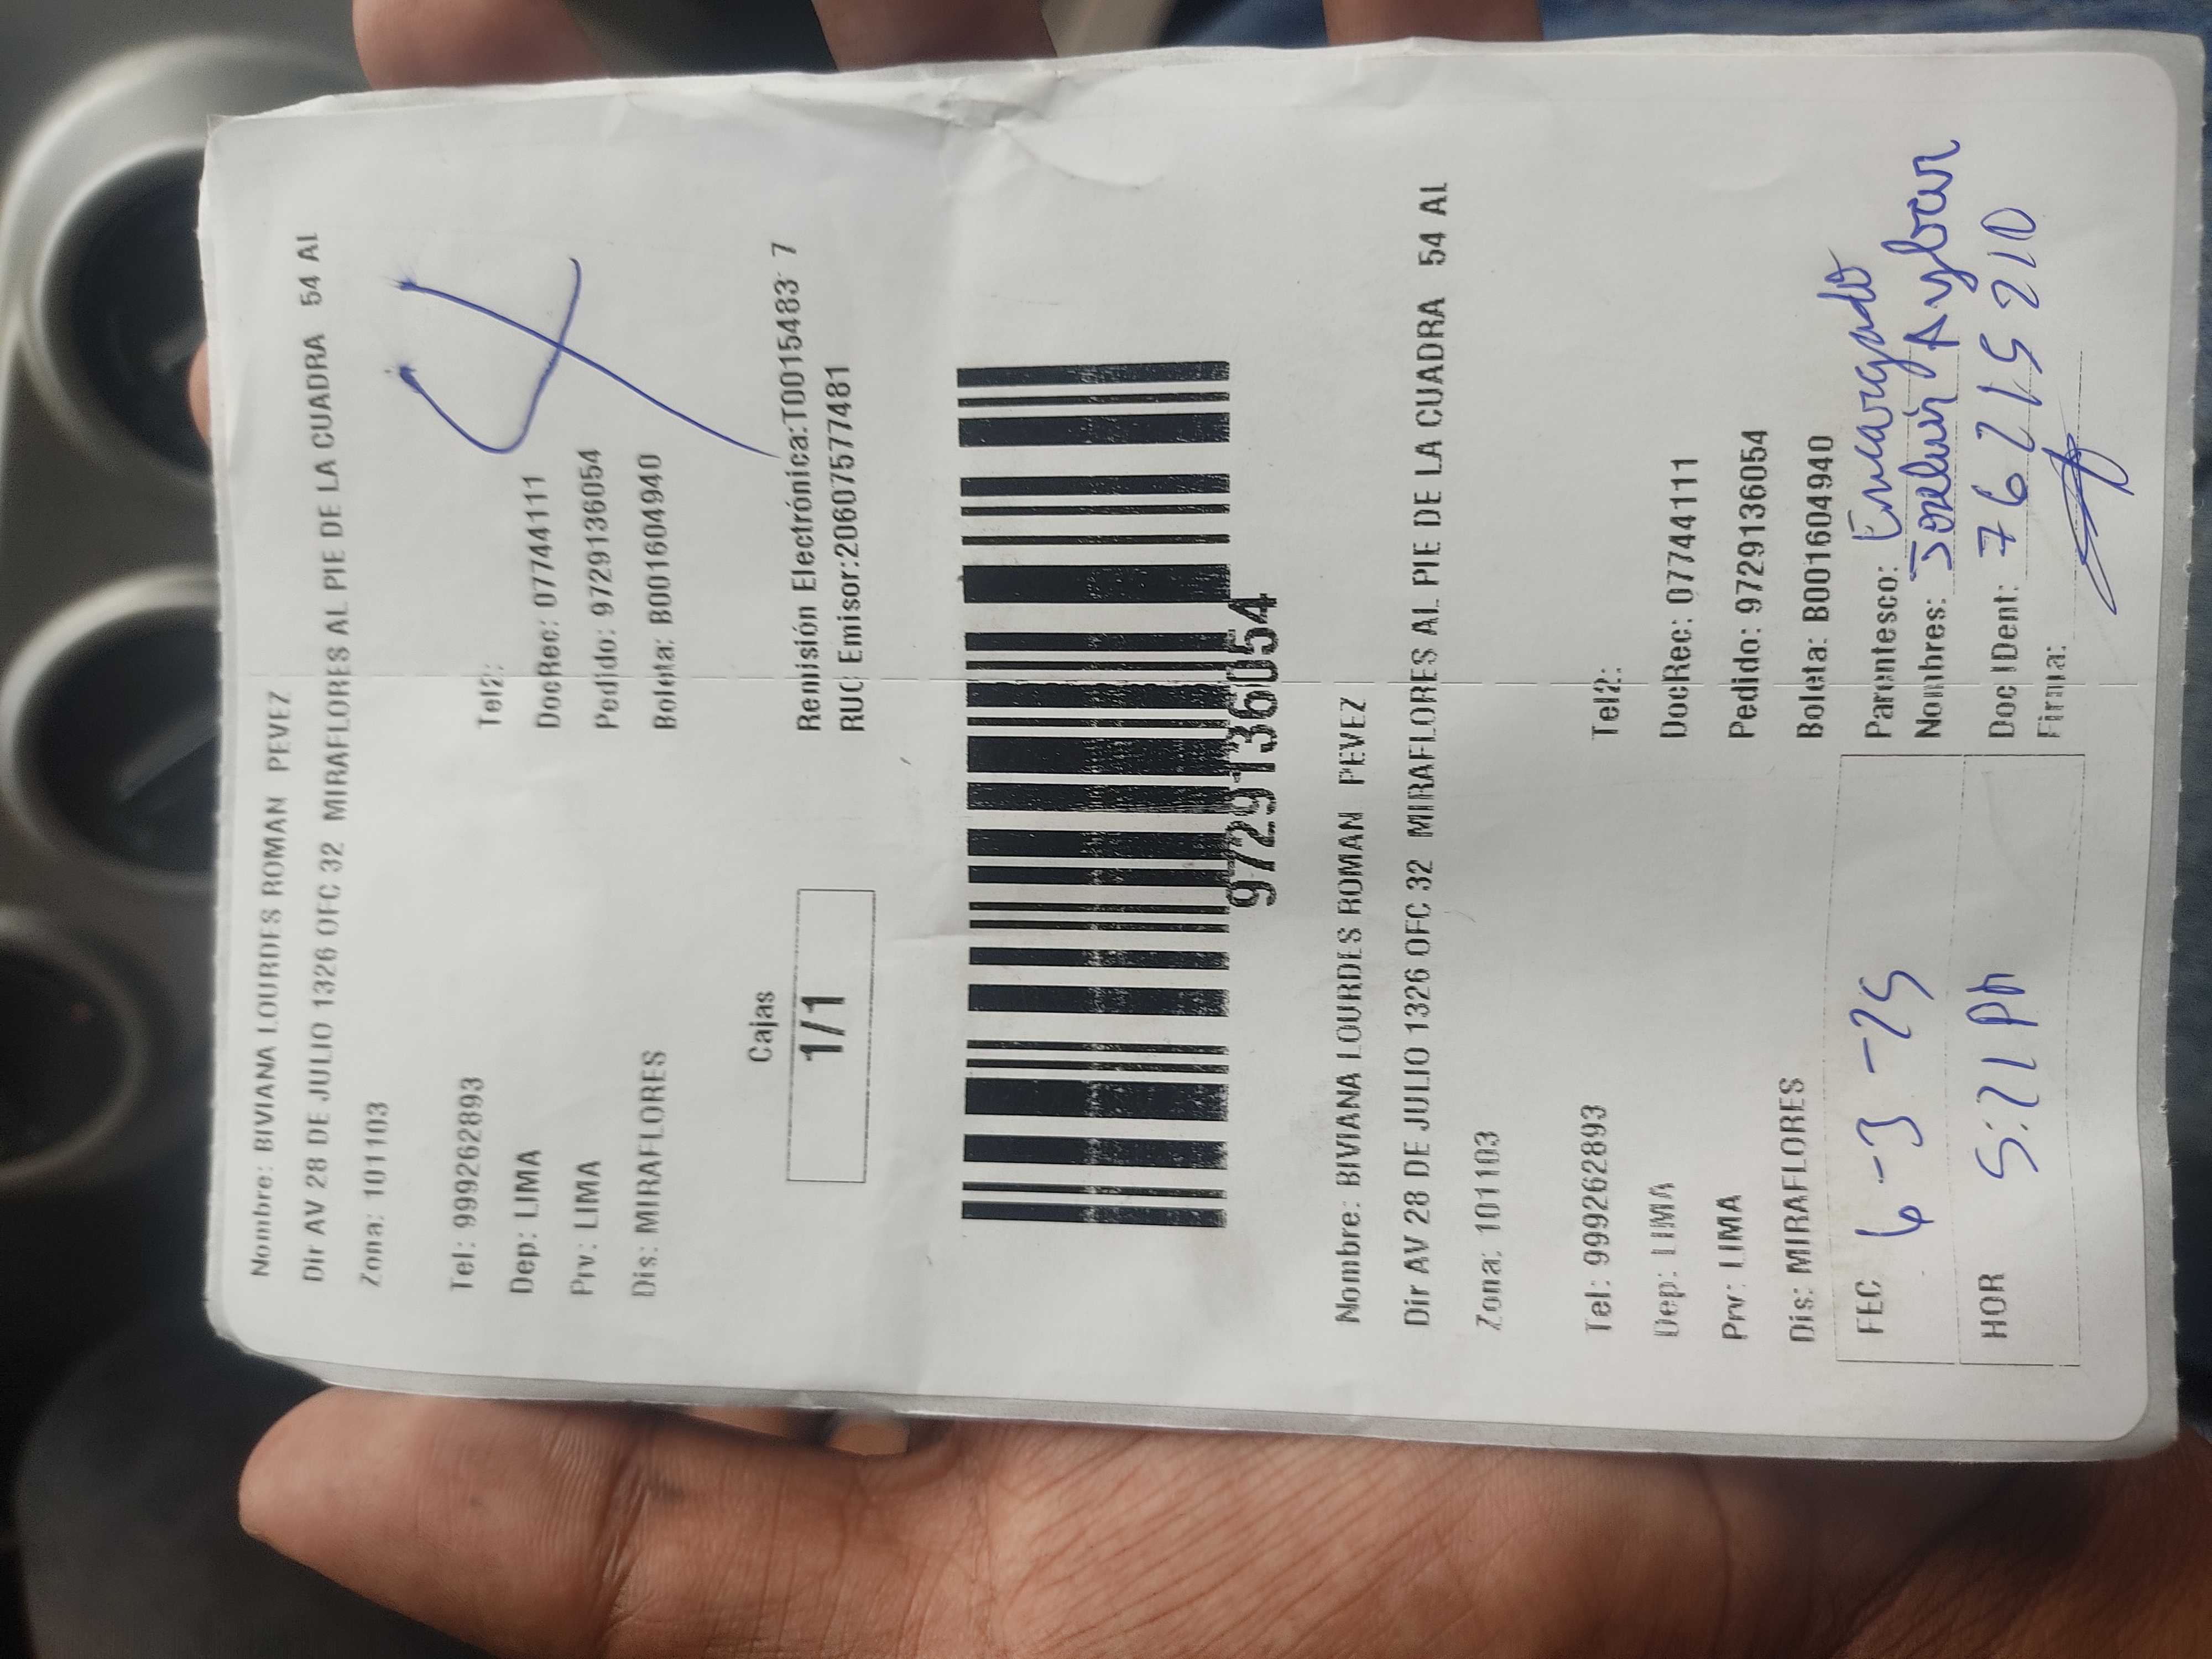 Nombre: BIVIANA LOURDES ROMAN PEVEZ
Dir AV 28 DE JULIO 1326 OFC 32 MIRAFLORES AL PIE DE LA CUADRA 54 AL
Zona: 101103
Tel: 999262893 Tel2:
Dep: LIMA DocRec: 07744111
Prv: LIMA Pedido: 9729136054
Dis: MIRAFLORES Boleta: B001604940
Cajas
1/1
Remisión Electrónica:T0015483 7
RUC Emisor:20607577481
9729136054
Nombre: BIVIANA LOURDES ROMAN PEVEZ
Dir AV 28 DE JULIO 1326 OFC 32 MIRAFLORES AL PIE DE LA CUADRA 54 AL
Zona: 101103
Tel: 999262893 Tel2:
Dep: LIMA DocRec: 07744111
Prv: LIMA Pedido: 9729136054
Dis: MIRAFLORES Boleta: B001604940
FEC 6-3-25 Parentesco: Encargado
Nombres: Aybar
HOR 5:21 Pm Doc IDent: 76215210
Firma: